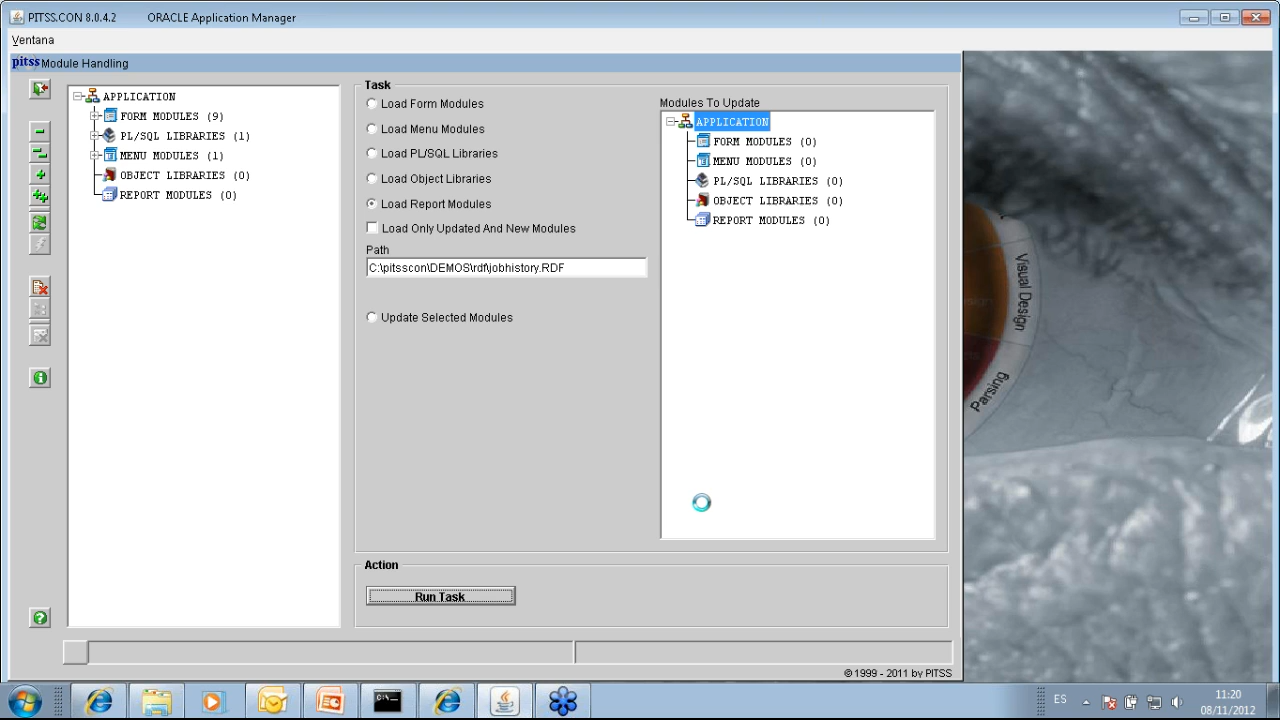 PITSS.CON 8.0.4.2 ORACLE Application Manager
Ventana
pitss Module Handling
APPLICATION
FORM MODULES (9)
PL/SQL LIBRARIES (1)
MENU MODULES (1)
OBJECT LIBRARIES (0)
REPORT MODULES (0)
Task
Load Form Modules
Load Menu Modules
Load PL/SQL Libraries
Load Object Libraries
Load Report Modules
Load Only Updated And New Modules
Path
C:\pitsscon\DEMOS\rdf\jobhistory.RDF
Update Selected Modules
Modules To Update
APPLICATION
FORM MODULES (0)
MENU MODULES (0)
PL/SQL LIBRARIES (0)
OBJECT LIBRARIES (0)
REPORT MODULES (0)
Action
Run Task
© 1999 - 2011 by PITSS
Visual Design
Parsing
ES
11:20
08/11/2012